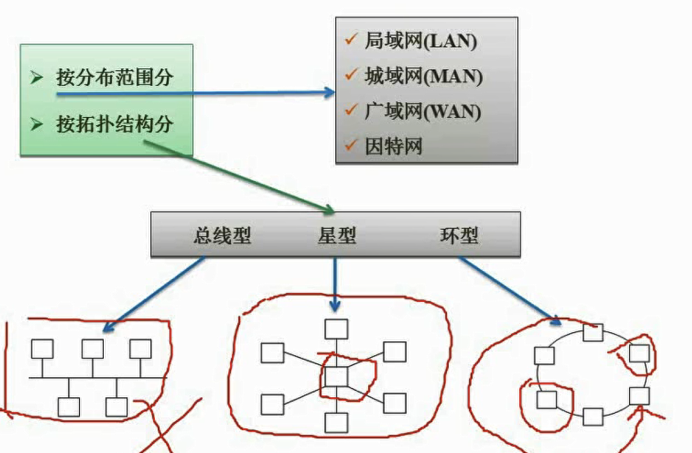 按分布范围分
按拓扑结构分
局域网(LAN)
城域网(MAN)
广域网(WAN)
因特网
总线型 星型 环型